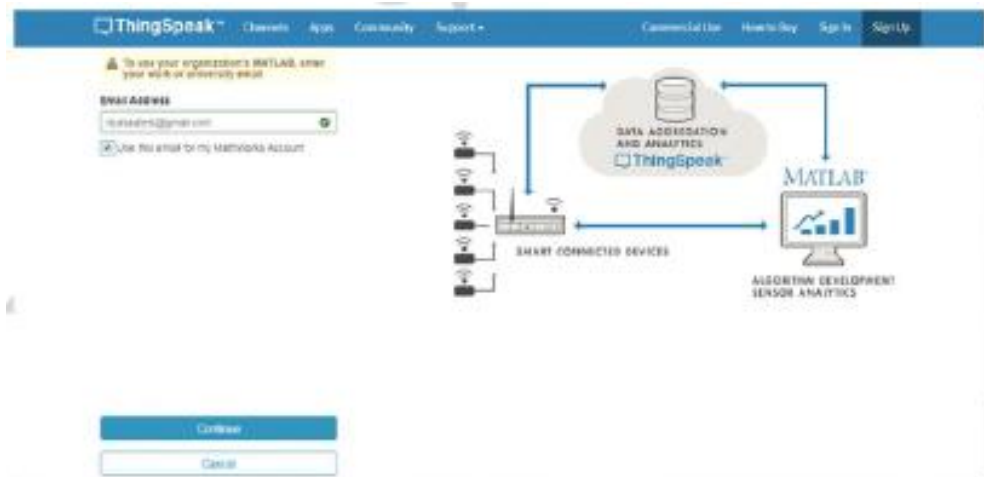 ThingSpeak™ Channels Apps Community Support Commercial Use How to Buy Sign In Sign Up
To use your organization's MATLAB, enter
your work or university email
Email Address
Use this email for my MathWorks Account
DATA AGGREGATION
AND ANALYTICS
ThingSpeak
MATLAB
SMART CONNECTED DEVICES
ALGORITHM DEVELOPMENT
SENSOR ANALYTICS
Continue
Cancel